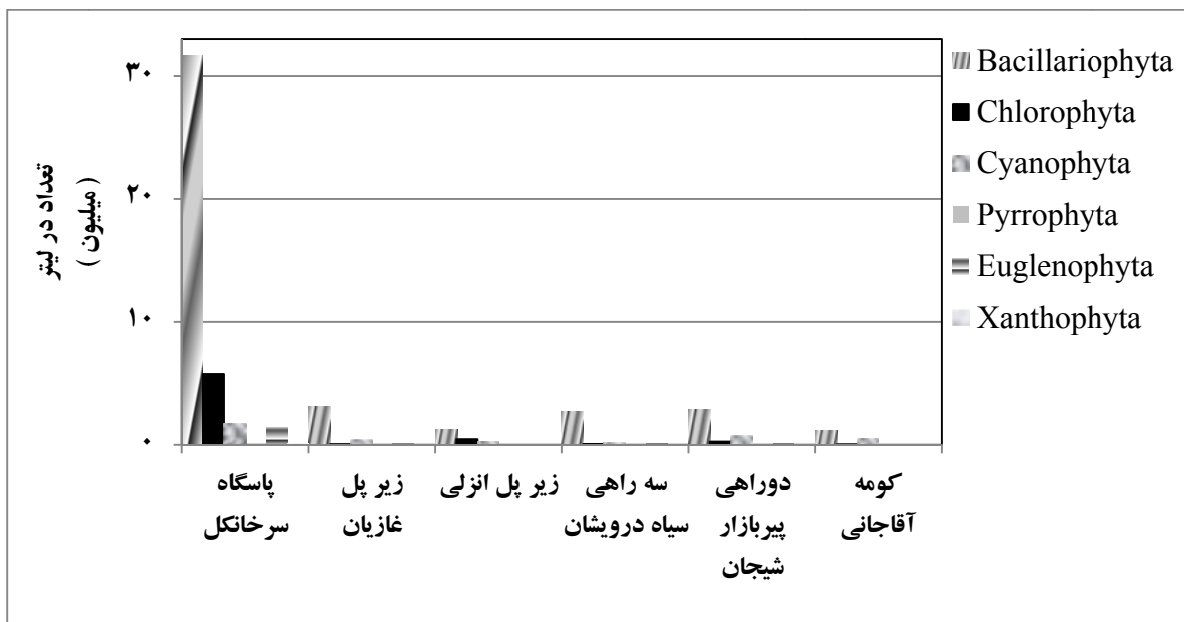 تعداد در لیتر
( میلیون )
۳۰
۲۰
۱۰
۰
پاسگاه
سرخانکل
زیر پل
غازیان
زیر پل انزلی
سه راهی
سیاه درویشان
دوراهی
پیربازار
شیجان
کومه
آقاجانی
Bacillariophyta
Chlorophyta
Cyanophyta
Pyrrophyta
Euglenophyta
Xanthophyta